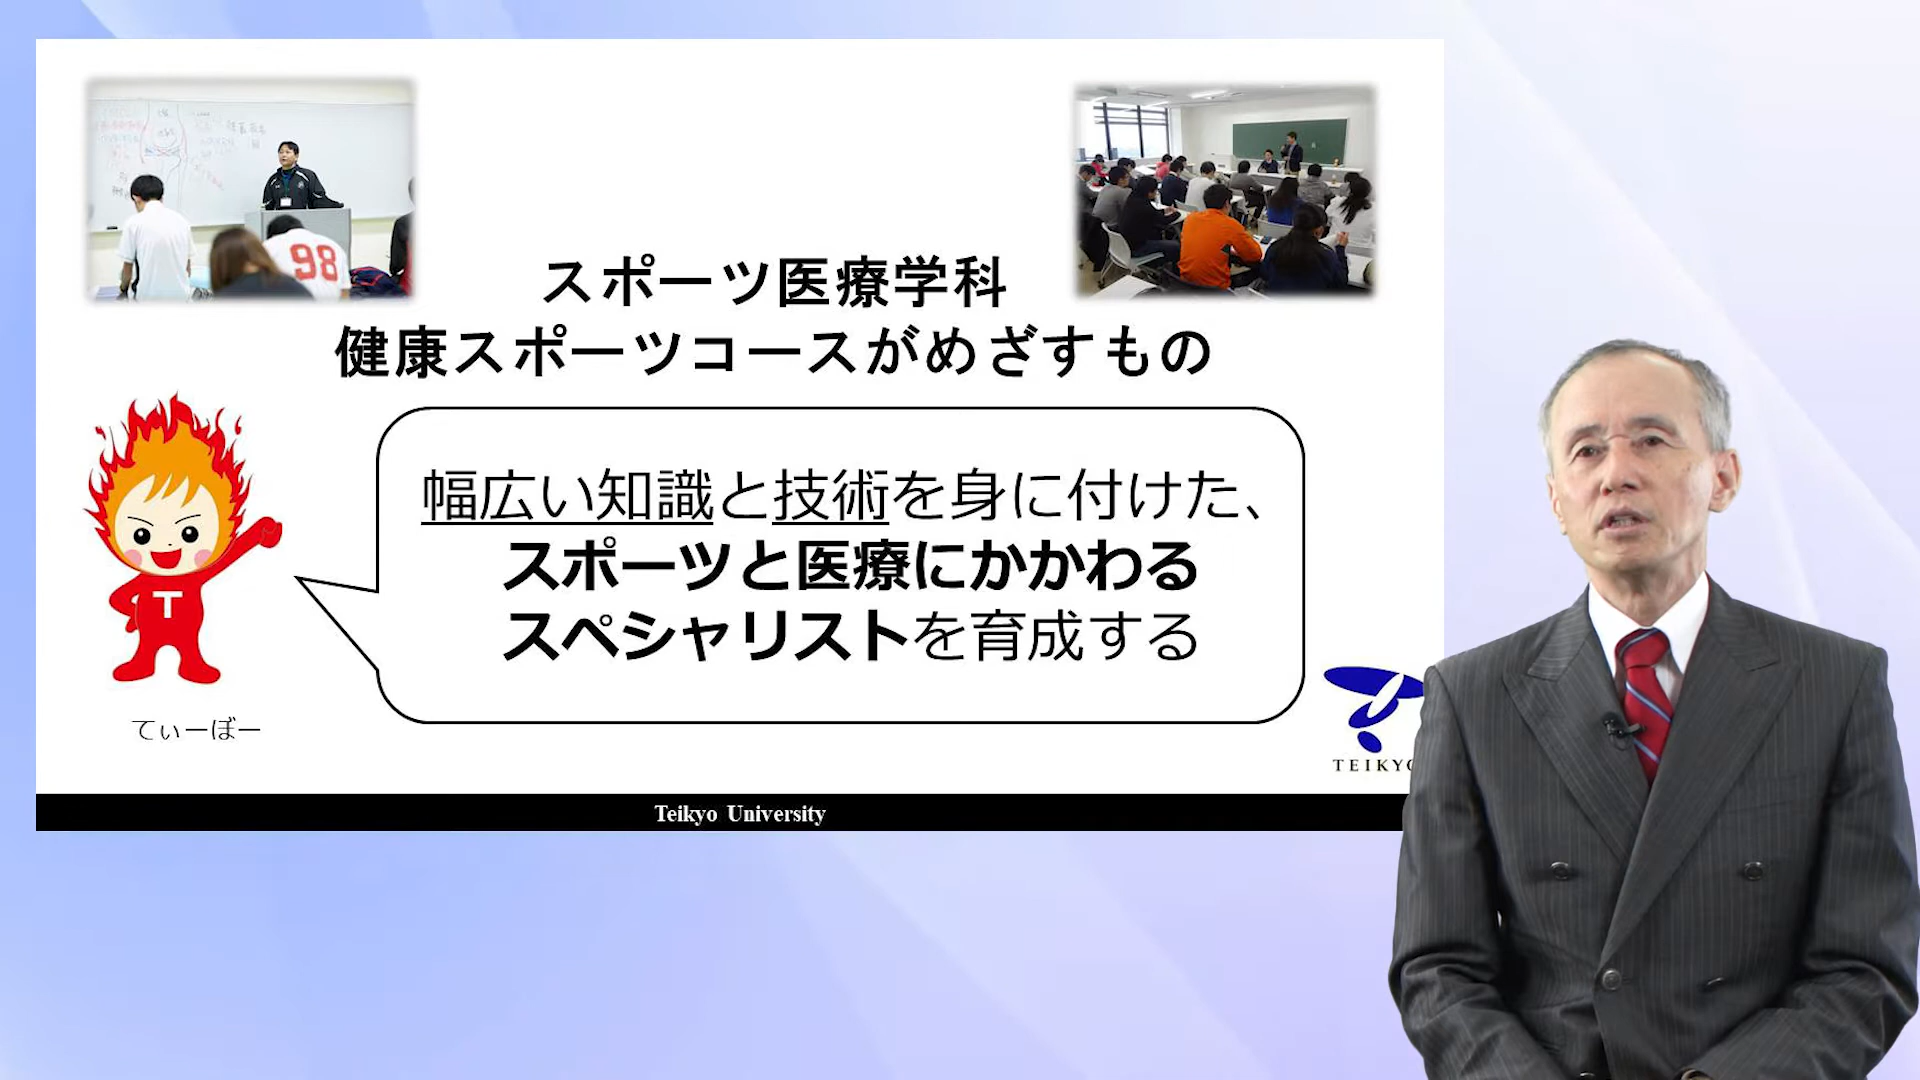 98
スポーツ医療学科
健康スポーツコースがめざすもの
幅広い知識と技術を身に付けた、
スポーツと医療にかかわる
スペシャリストを育成する
T
てぃーぼー
TEIKYO
Teikyo University